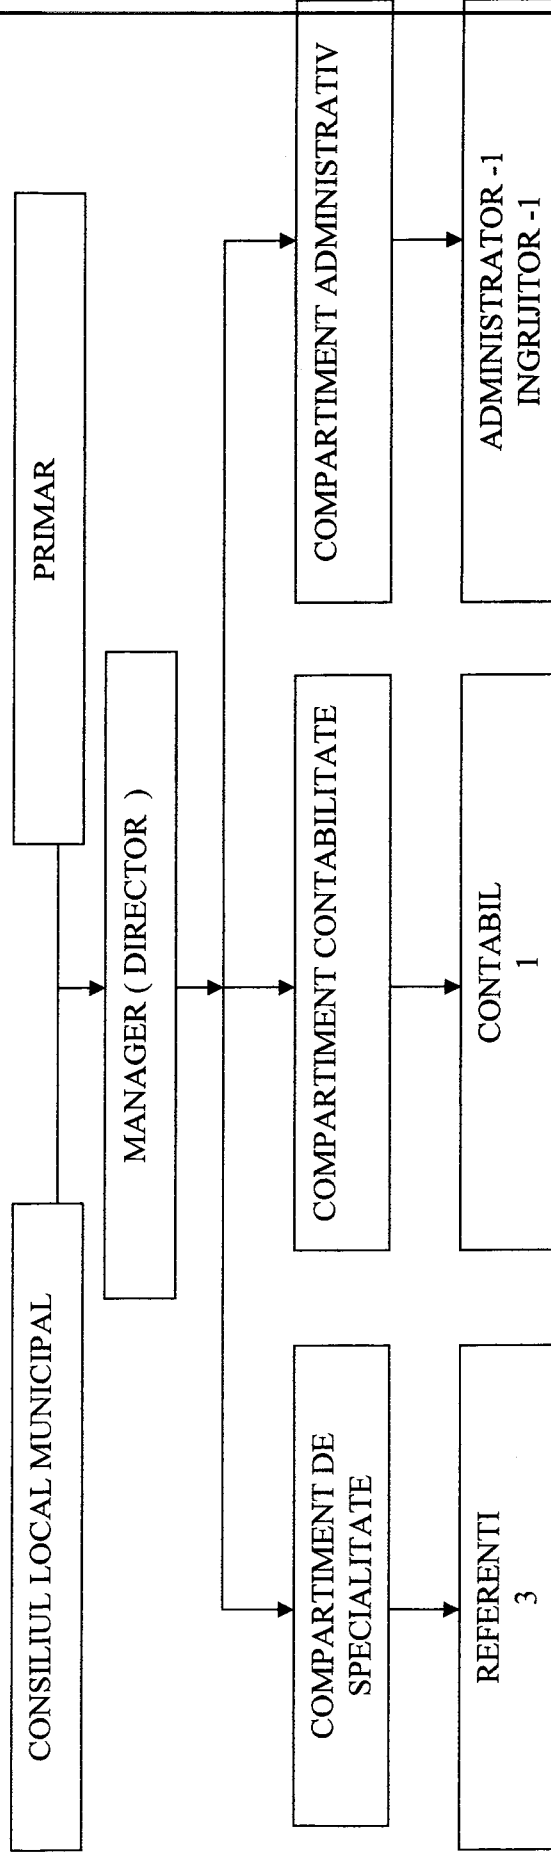 CONSILIUL LOCAL MUNICIPAL
PRIMAR
MANAGER ( DIRECTOR )
COMPARTIMENT DE
SPECIALITATE
COMPARTIMENT CONTABILITATE
COMPARTIMENT ADMINISTRATIV
REFERENTI
3
CONTABIL
1
ADMINISTRATOR -1
INGRIJITOR -1